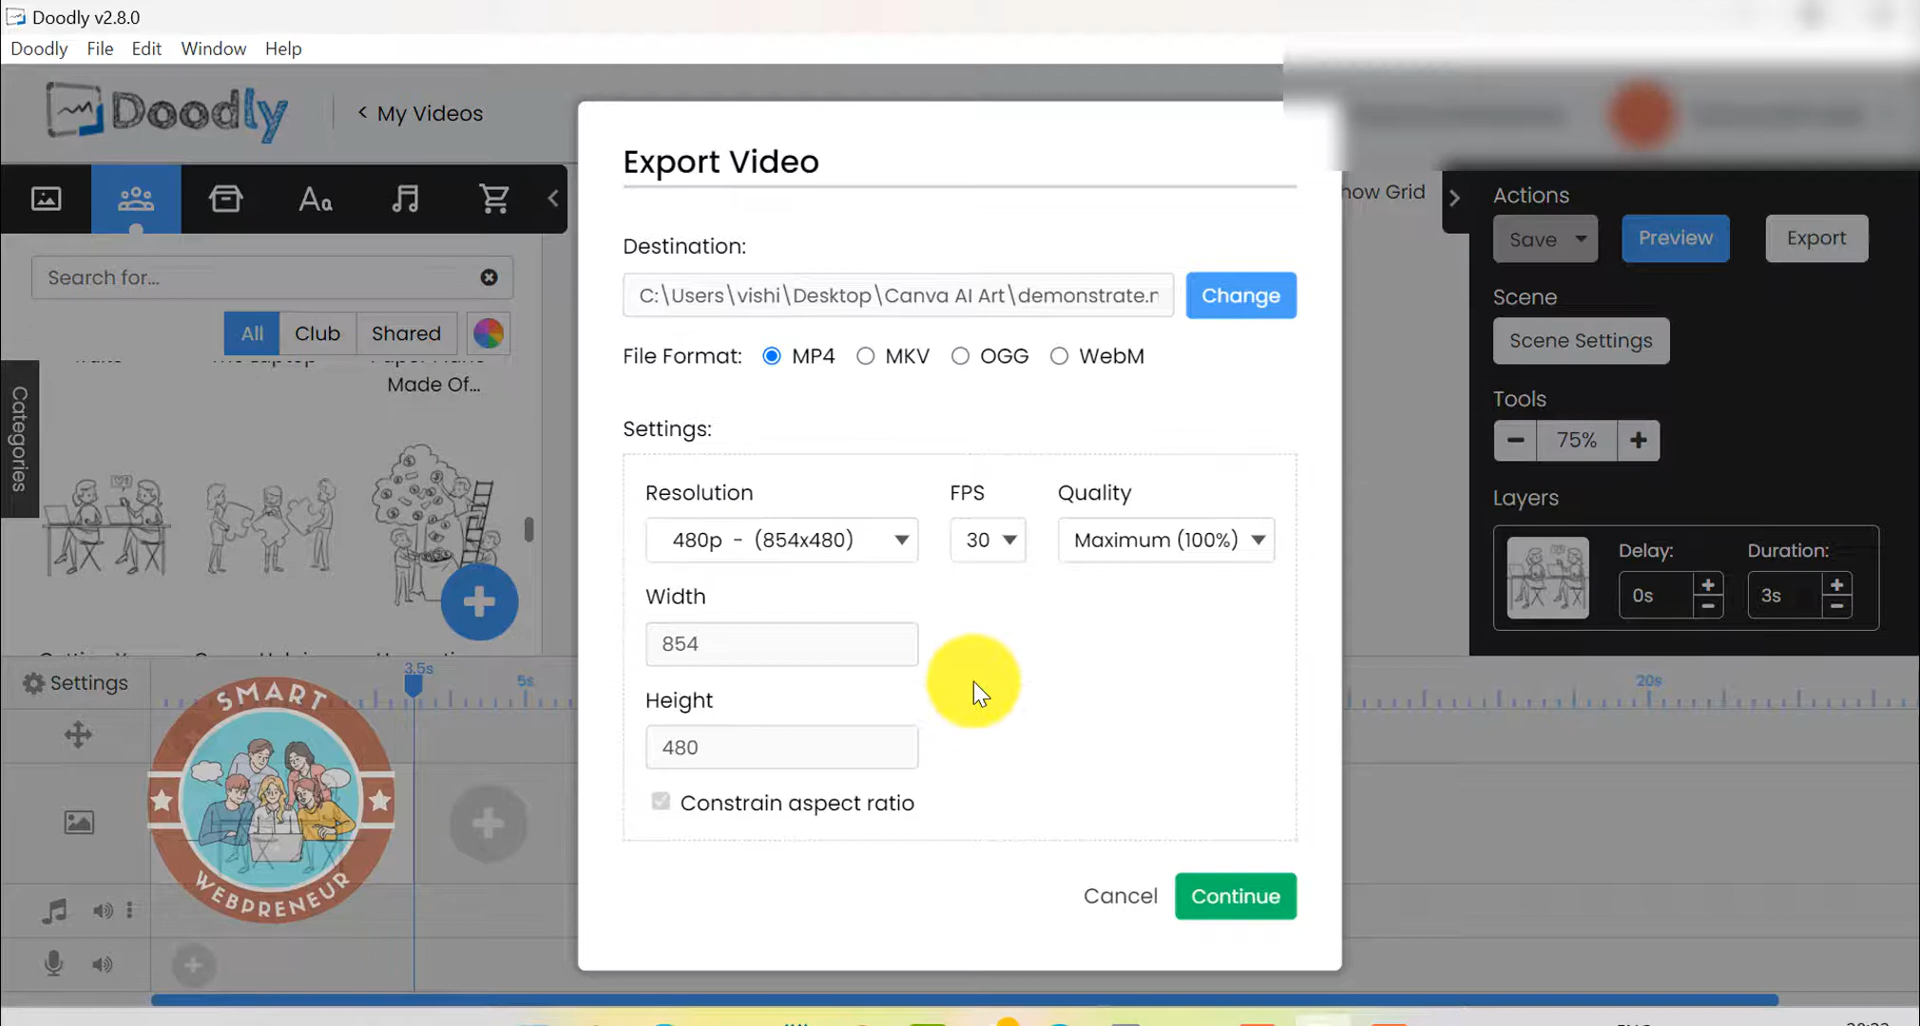 Doodly v2.8.0
Doodly File Edit Window Help
Doodly < My Videos
Export Video
Destination:
C:\Users\vishi\Desktop\Canva AI Art\demonstrate.
Change
File Format: MP4 MKV OGG WebM
Settings:
Resolution FPS Quality
480p - (854x480) 30 Maximum (100%)
Width
854
Height
480
Constrain aspect ratio
Cancel Continue
Aa
Search for...
All Club Shared
Categories
Made Of...
how Grid
Actions
Save Preview Export
Scene
Scene Settings
Tools
75%
Layers
Delay: Duration:
0s 3s
Settings
3.5s 5s 20s
SMART
WEBPRENEUR